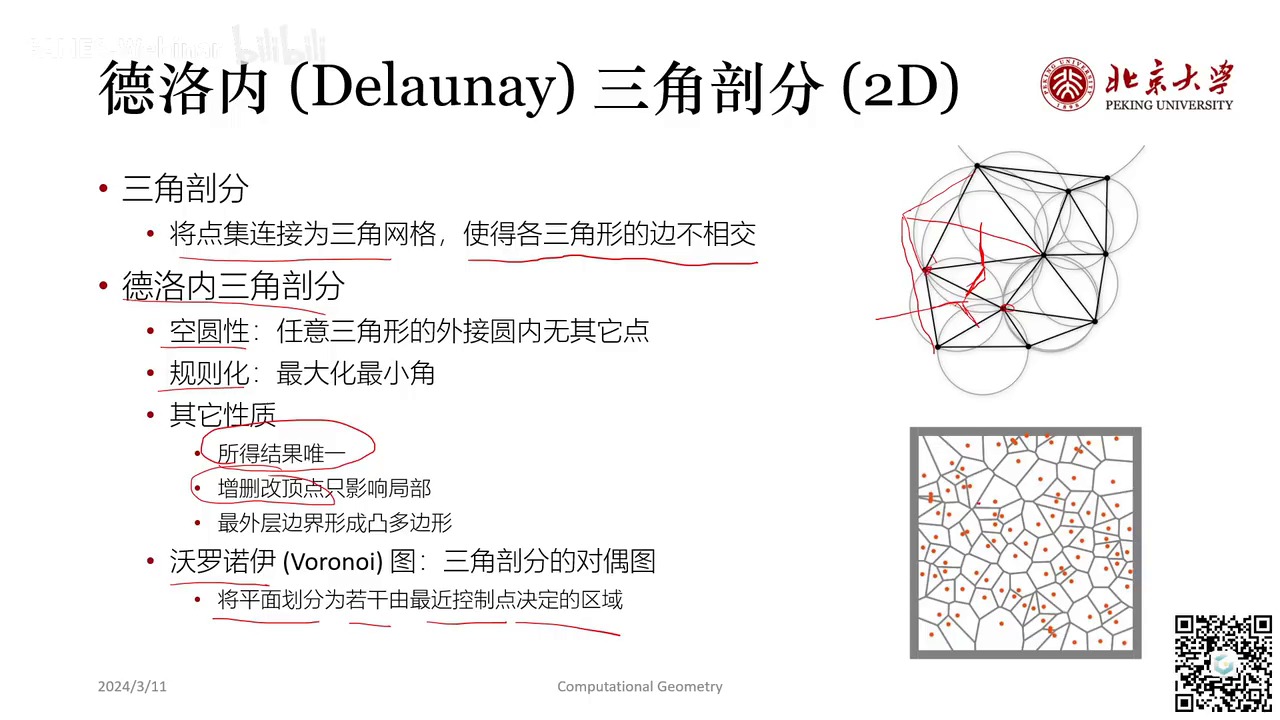 bilibili
德洛内 (Delaunay) 三角剖分 (2D)
北京大学
PEKING UNIVERSITY
• 三角剖分
• 将点集连接为三角网格，使得各三角形的边不相交
• 德洛内三角剖分
• 空圆性：任意三角形的外接圆内无其它点
• 规则化：最大化最小角
• 其它性质
• 所得结果唯一
• 增删改顶点只影响局部
• 最外层边界形成凸多边形
• 沃罗诺伊 (Voronoi) 图：三角剖分的对偶图
• 将平面划分为若干由最近控制点决定的区域
2024/3/11
Computational Geometry